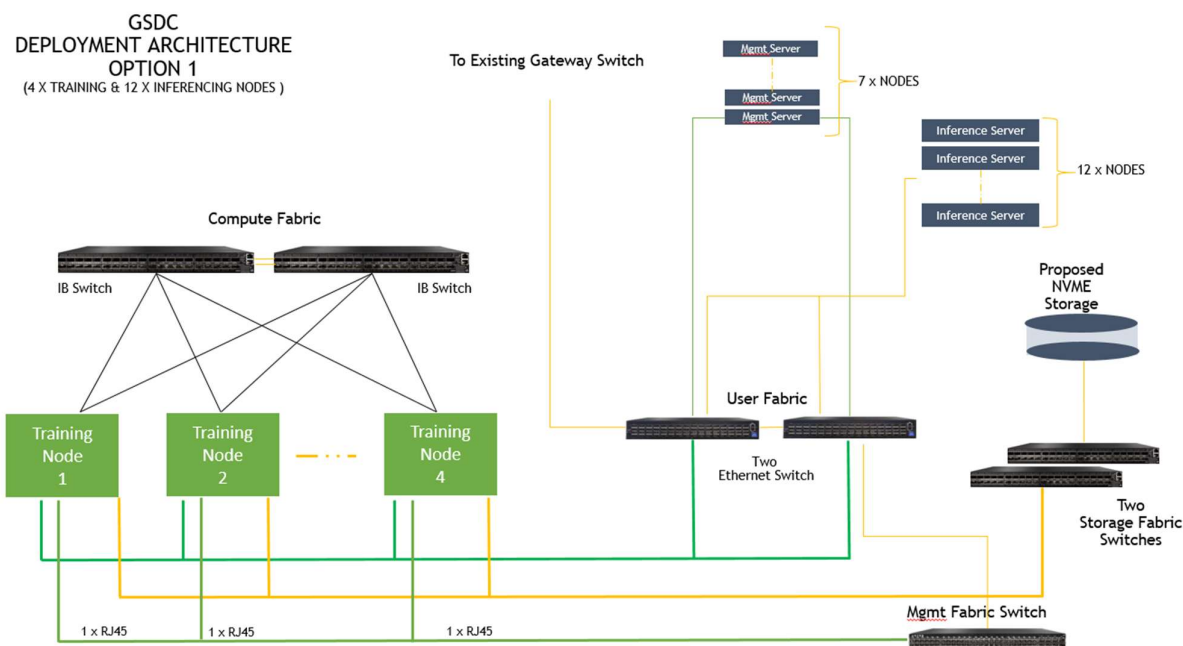 GSDC
DEPLOYMENT ARCHITECTURE
OPTION 1
(4 X TRAINING & 12 X INFERENCING NODES )
To Existing Gateway Switch
Mgmt Server
Mgmt Server
Mgmt Server
7 x NODES
Inference Server
Inference Server
Inference Server
12 x NODES
Compute Fabric
IB Switch
IB Switch
Proposed
NVME
Storage
User Fabric
Two
Ethernet Switch
Training
Node
1
Training
Node
2
Training
Node
4
Two
Storage Fabric
Switches
Mgmt Fabric Switch
1 x RJ45
1 x RJ45
1 x RJ45